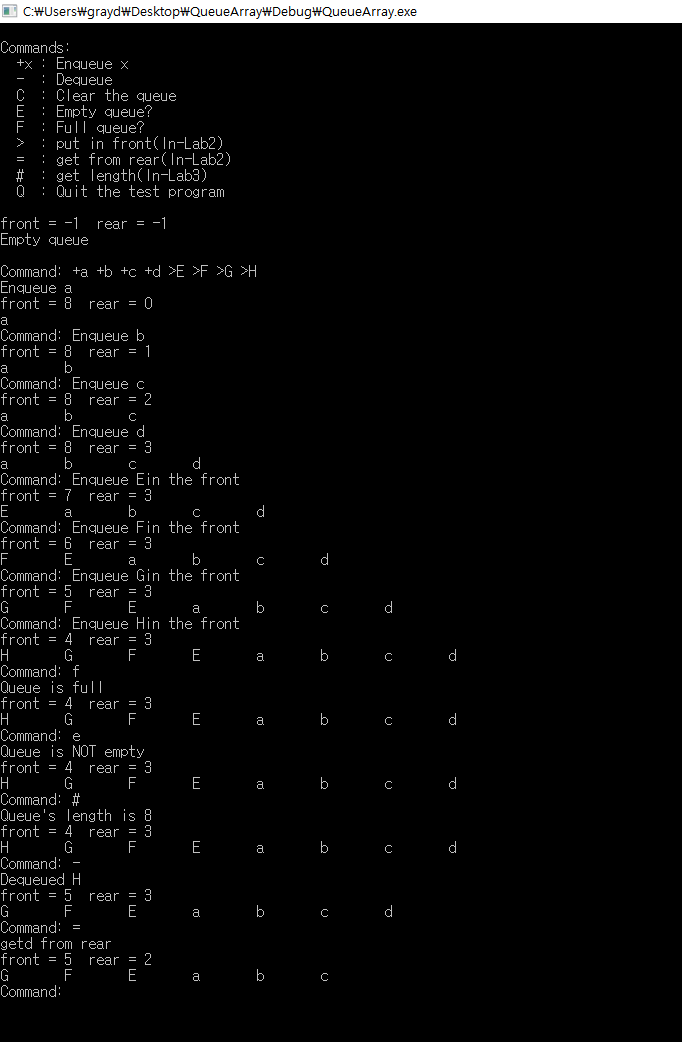 C:₩Users₩grayd₩Desktop₩QueueArray₩Debug₩QueueArray.exe
Commands:
+x : Enqueue x
- : Dequeue
C : Clear the queue
E : Empty queue?
F : Full queue?
> : put in front(In-Lab2)
= : get from rear(In-Lab2)
# : get length(In-Lab3)
Q : Quit the test program
front = -1 rear = -1
Empty queue
Command: +a +b +c +d >E >F >G >H
Enqueue a
front = 8 rear = 0
a
Command: Enqueue b
front = 8 rear = 1
a b
Command: Enqueue c
front = 8 rear = 2
a b c
Command: Enqueue d
front = 8 rear = 3
a b c d
Command: Enqueue Ein the front
front = 7 rear = 3
E a b c d
Command: Enqueue Fin the front
front = 6 rear = 3
F E a b c d
Command: Enqueue Gin the front
front = 5 rear = 3
G F E a b c d
Command: Enqueue Hin the front
front = 4 rear = 3
H G F E a b c d
Command: f
Queue is full
front = 4 rear = 3
H G F E a b c d
Command: e
Queue is NOT empty
front = 4 rear = 3
H G F E a b c d
Command: #
Queue's length is 8
front = 4 rear = 3
H G F E a b c d
Command: -
Dequeued H
front = 5 rear = 3
G F E a b c d
Command: =
getd from rear
front = 5 rear = 2
G F E a b c
Command: